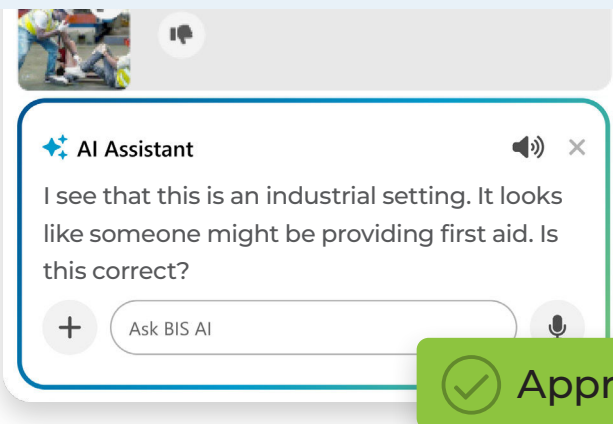 AI Assistant
I see that this is an industrial setting. It looks
like someone might be providing first aid. Is
this correct?
Ask BIS AI